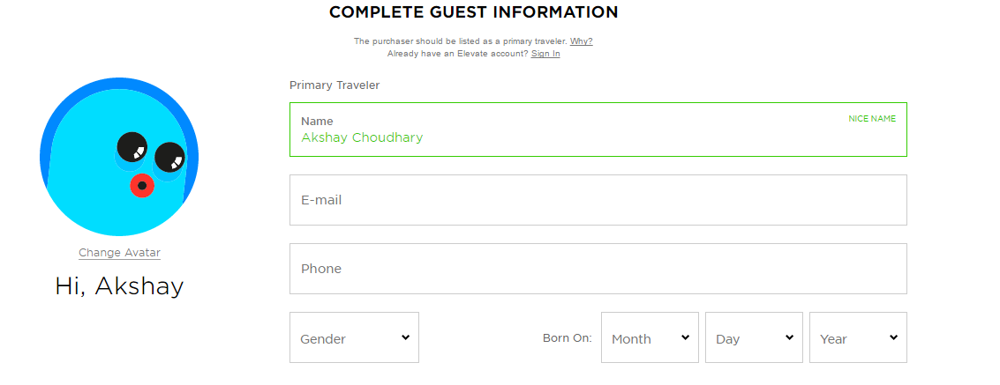 COMPLETE GUEST INFORMATION
The purchaser should be listed as a primary traveler. Why?
Already have an Elevate account? Sign In
Primary Traveler
Name
NICE NAME
Akshay Choudhary
E-mail
Change Avatar
Phone
Hi, Akshay
Gender
Born On:
Month
Day
Year